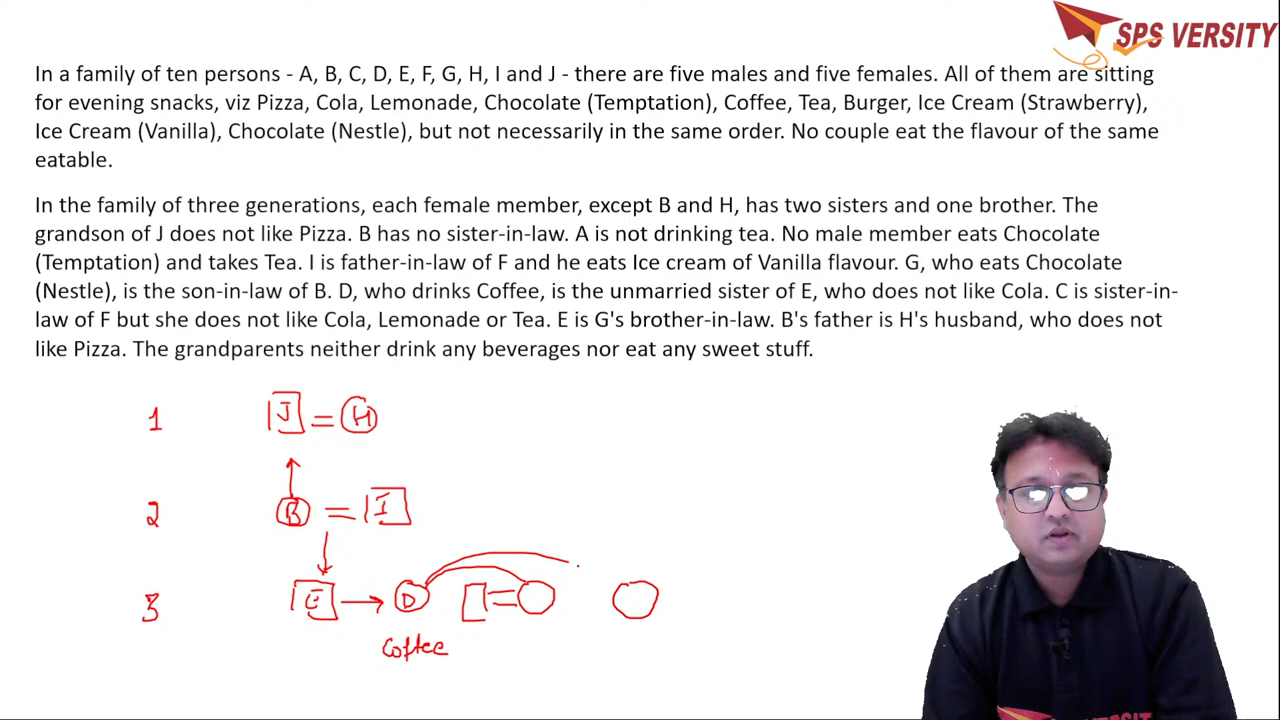 SPS VERSITY
In a family of ten persons - A, B, C, D, E, F, G, H, I and J - there are five males and five females. All of them are sitting
for evening snacks, viz Pizza, Cola, Lemonade, Chocolate (Temptation), Coffee, Tea, Burger, Ice Cream (Strawberry),
Ice Cream (Vanilla), Chocolate (Nestle), but not necessarily in the same order. No couple eat the flavour of the same
eatable.
In the family of three generations, each female member, except B and H, has two sisters and one brother. The
grandson of J does not like Pizza. B has no sister-in-law. A is not drinking tea. No male member eats Chocolate
(Temptation) and takes Tea. I is father-in-law of F and he eats Ice cream of Vanilla flavour. G, who eats Chocolate
(Nestle), is the son-in-law of B. D, who drinks Coffee, is the unmarried sister of E, who does not like Cola. C is sister-in-
law of F but she does not like Cola, Lemonade or Tea. E is G's brother-in-law. B's father is H's husband, who does not
like Pizza. The grandparents neither drink any beverages nor eat any sweet stuff.
1 J = H
2 B = I
3 E → D =
Coffee